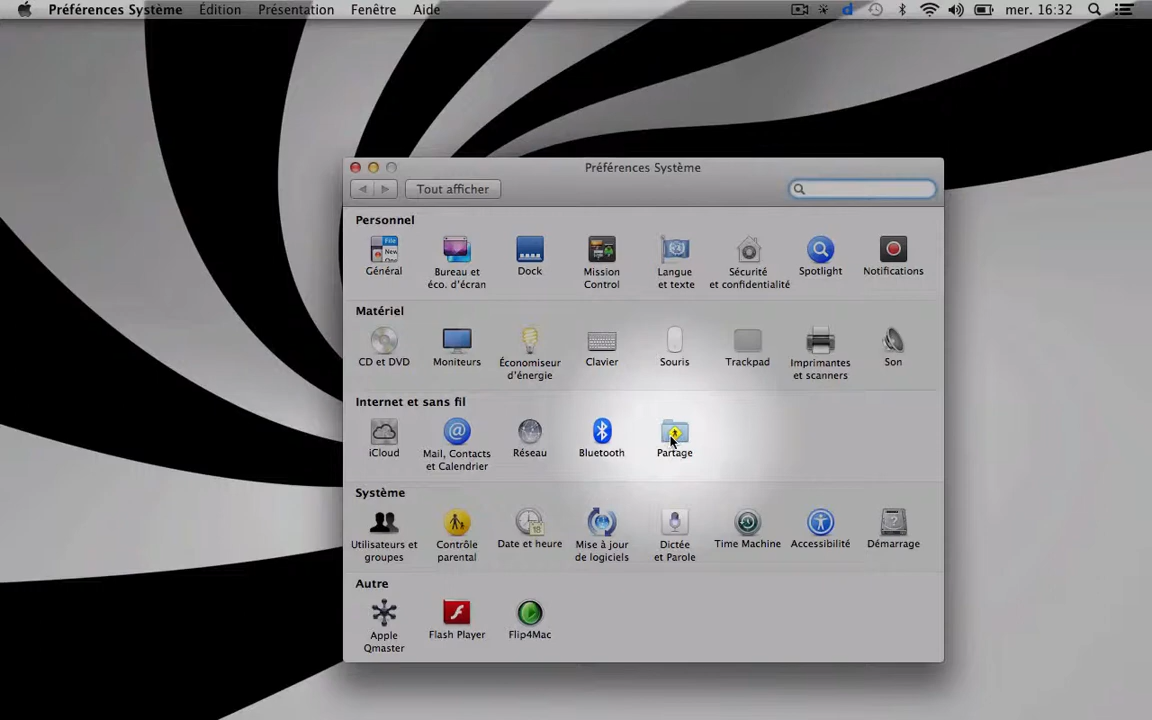 Préférences Système Édition Présentation Fenêtre Aide mer. 16:32
Préférences Système
Tout afficher
Personnel
Général
Bureau et
éco. d'écran
Dock
Mission
Control
Langue
et texte
Sécurité
et confidentialité
Spotlight
Notifications
Matériel
CD et DVD
Moniteurs
Économiseur
d'énergie
Clavier
Souris
Trackpad
Imprimantes
et scanners
Son
Internet et sans fil
iCloud
Mail, Contacts
et Calendrier
Réseau
Bluetooth
Partage
Système
Utilisateurs et
groupes
Contrôle
parental
Date et heure
Mise à jour
de logiciels
Dictée
et Parole
Time Machine
Accessibilité
Démarrage
Autre
Apple
Qmaster
Flash Player
Flip4Mac